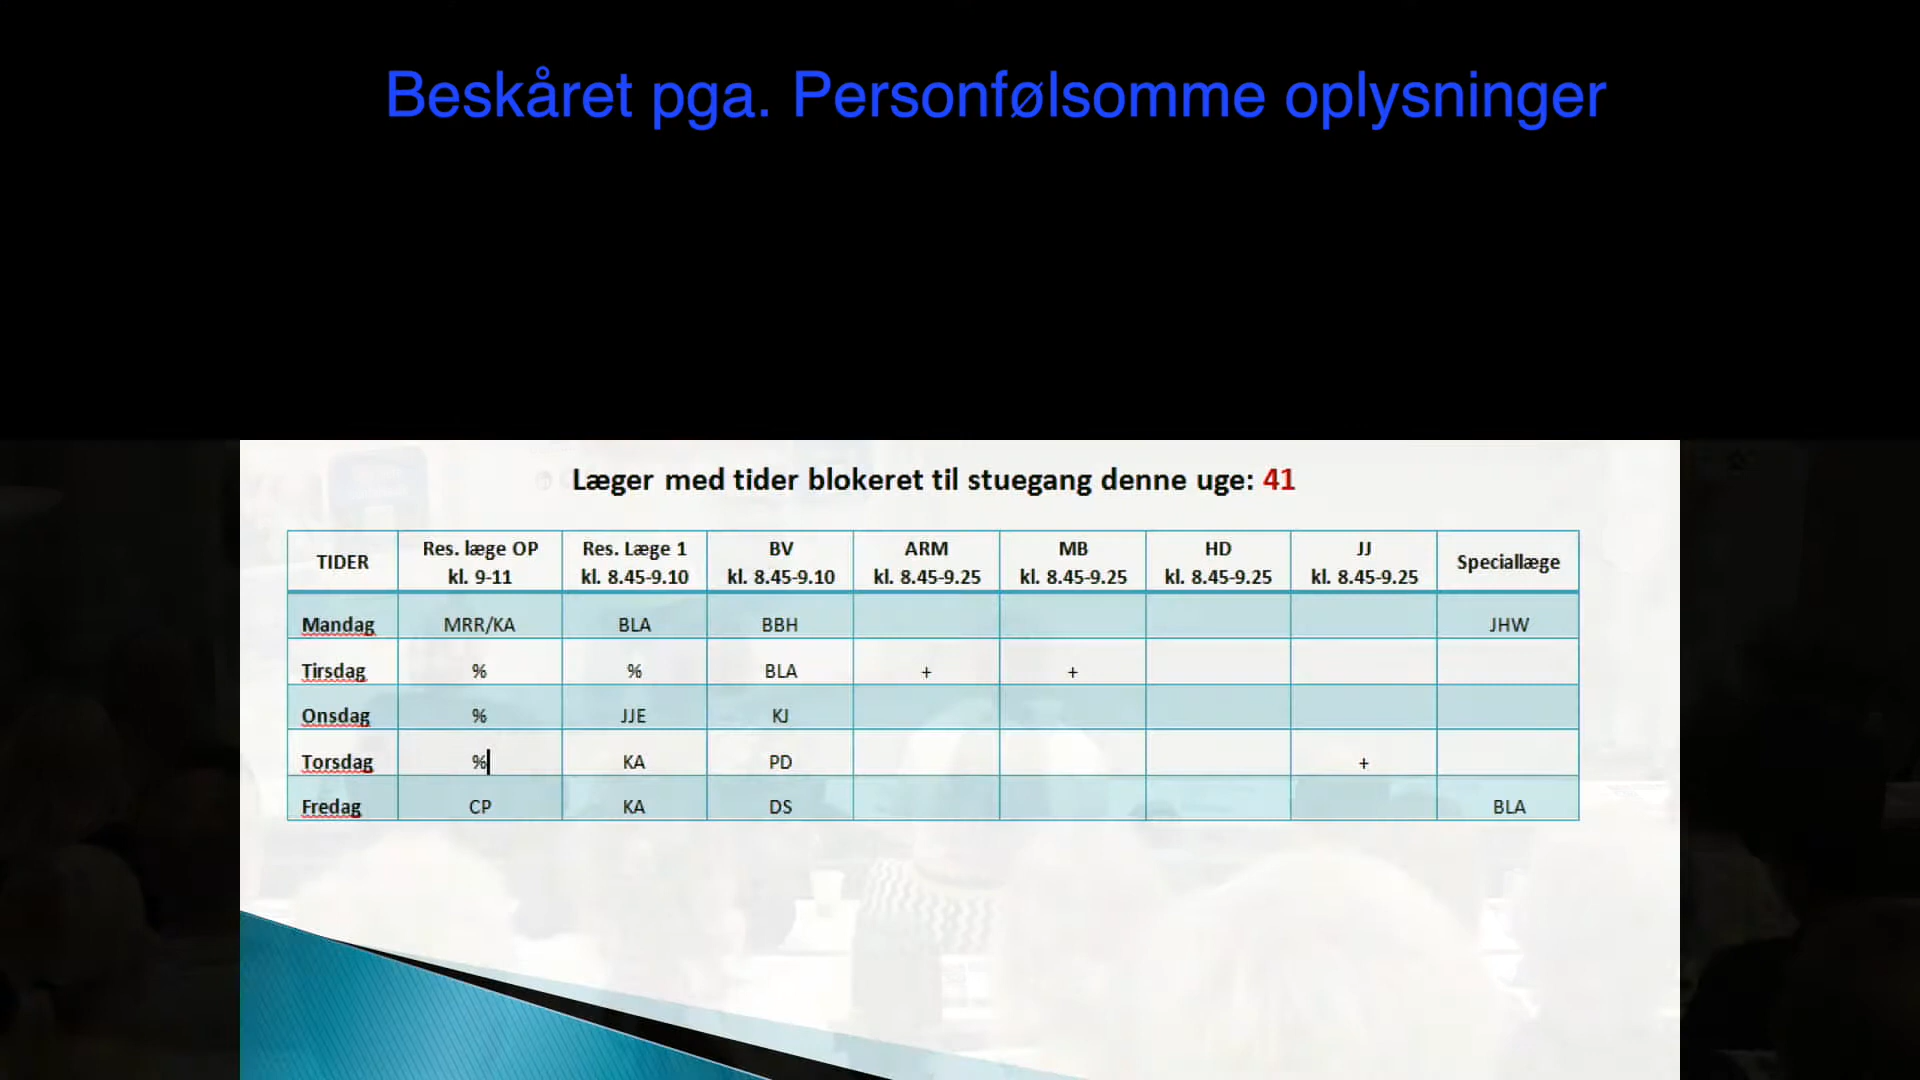 Beskåret pga. Personfølsomme oplysninger
Læger med tider blokeret til stuegang denne uge: 41
TIDER Res. læge OP kl. 9-11 Res. Læge 1 kl. 8.45-9.10 BV kl. 8.45-9.10 ARM kl. 8.45-9.25 MB kl. 8.45-9.25 HD kl. 8.45-9.25 JJ kl. 8.45-9.25 Speciallæge
Mandag MRR/KA BLA BBH JHW
Tirsdag % % BLA + +
Onsdag % JJE KJ
Torsdag % KA PD +
Fredag CP KA DS BLA